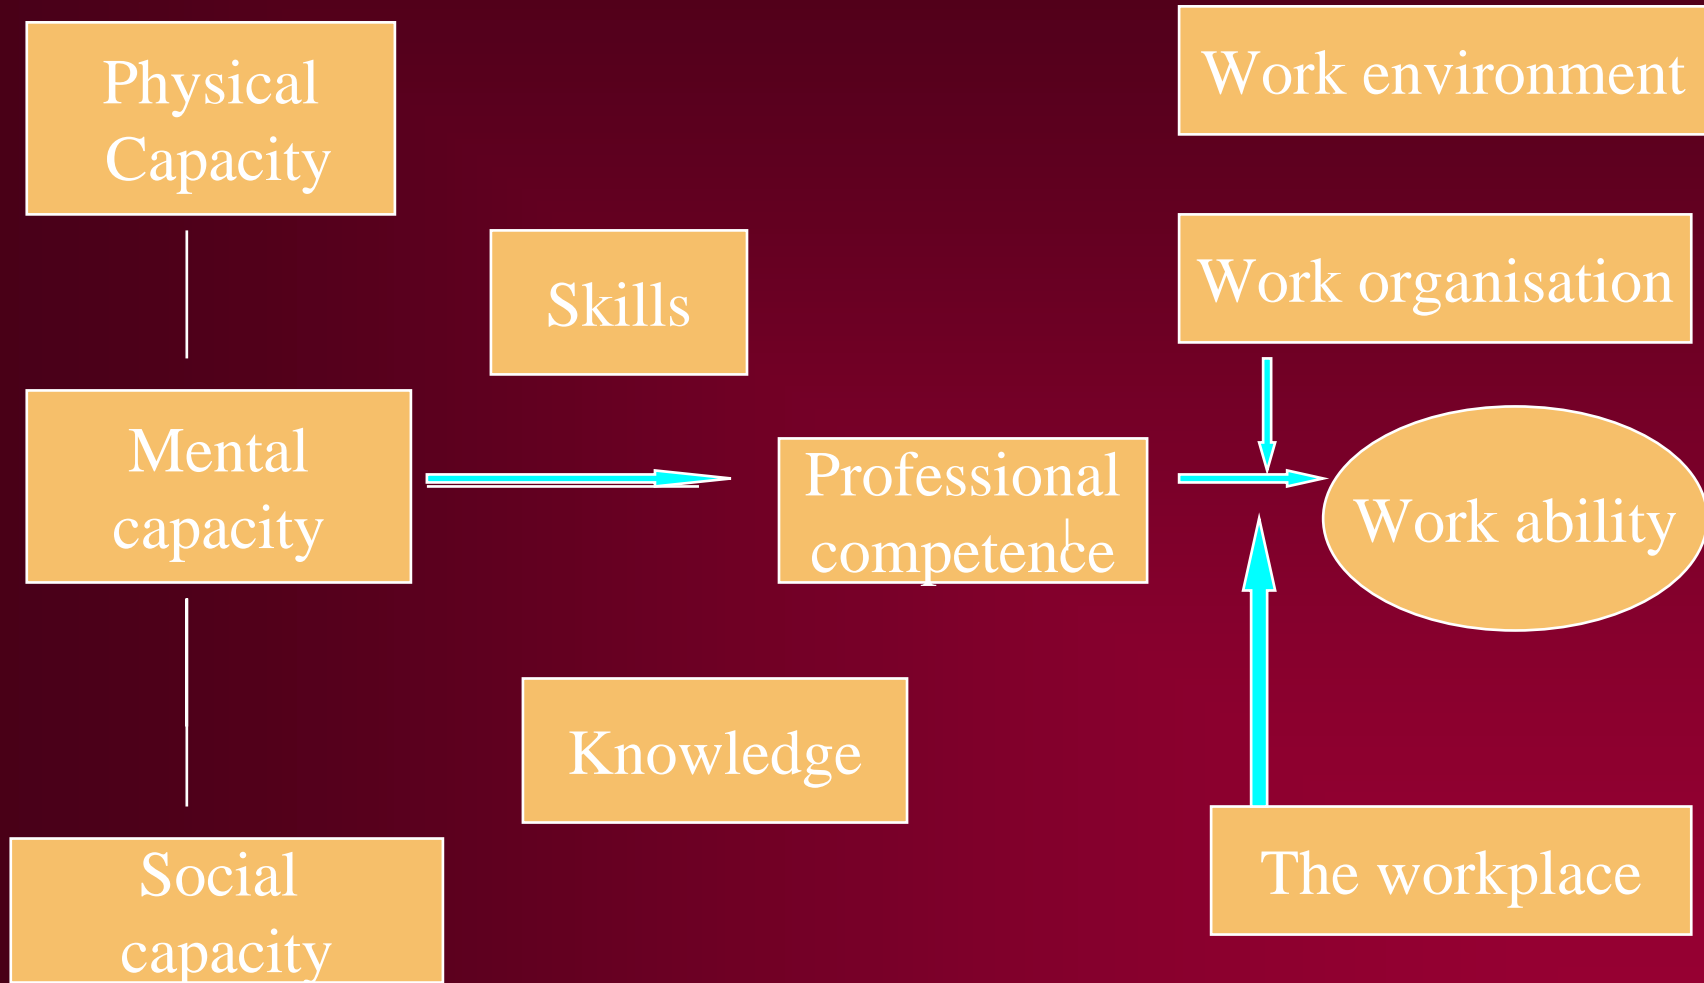 Physical
Capacity
Work environment
Skills
Work organisation
Mental
capacity
Professional
competence
Work ability
Knowledge
Social
capacity
The workplace